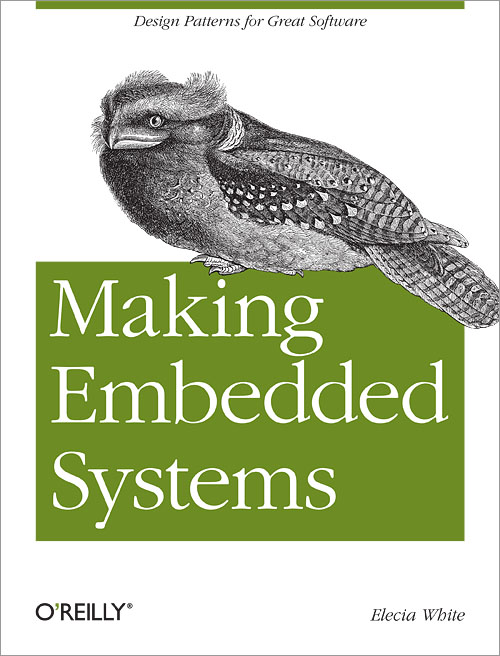 Design Patterns for Great Software
Making
Embedded
Systems
O'REILLY®
Elecia White